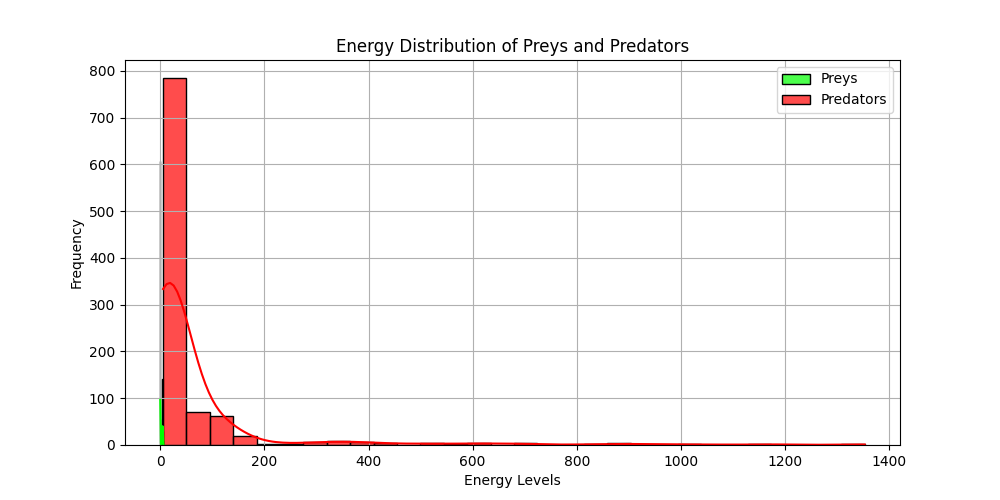 Energy Distribution of Preys and Predators
Preys
Predators
Frequency
800
700
600
500
400
300
200
100
0
0 200 400 600 800 1000 1200 1400
Energy Levels